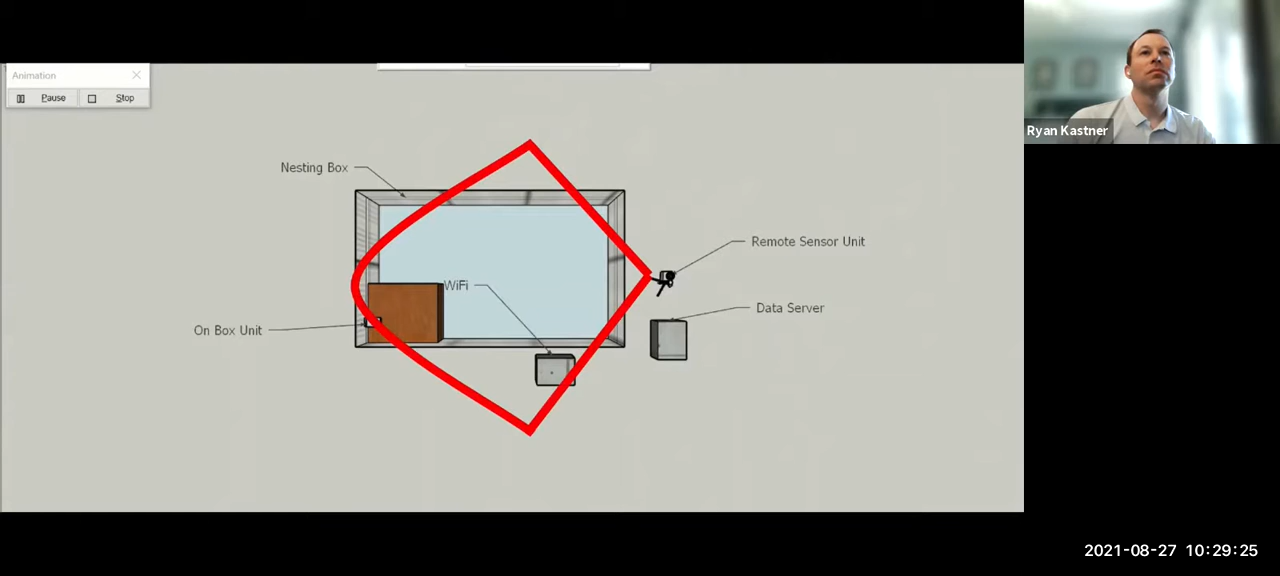 Animation
Pause
Stop
Ryan Kastner
Nesting Box
Remote Sensor Unit
WiFi
Data Server
On Box Unit
2021-08-27 10:29:25